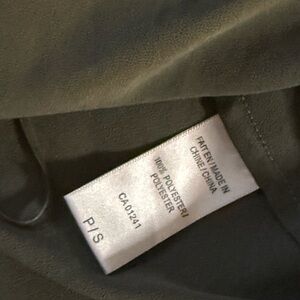 FAIT EN / MADE IN
CHINE / CHINA
100% POLYESTER/
POLYESTER
CA 01241
P / S